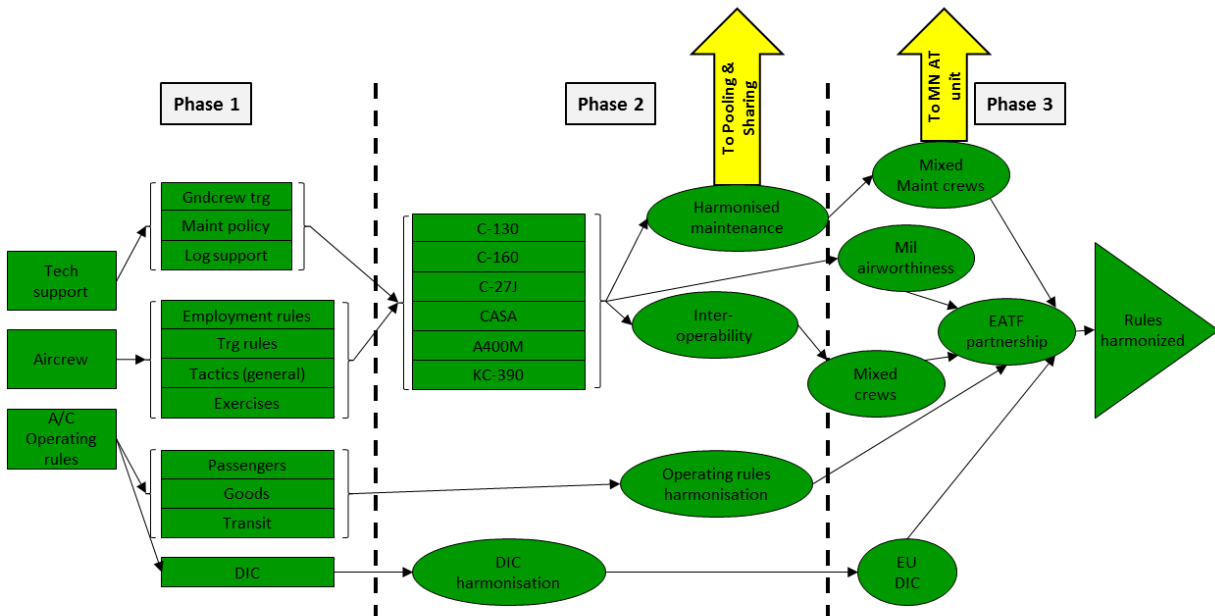 To Pooling &
Sharing
To MN AT
unit
Phase 1
Phase 2
Phase 3
Gndcrew trg
Maint policy
Log support
Tech
support
Employment rules
Trg rules
Tactics (general)
Exercises
Aircrew
A/C
Operating
rules
Passengers
Goods
Transit
DIC
C-130
C-160
C-27J
CASA
A400M
KC-390
Harmonised
maintenance
Inter-
operability
Operating rules
harmonisation
DIC
harmonisation
Mixed
Maint crews
Mil
airworthiness
Mixed
crews
EATF
partnership
EU
DIC
Rules
harmonized